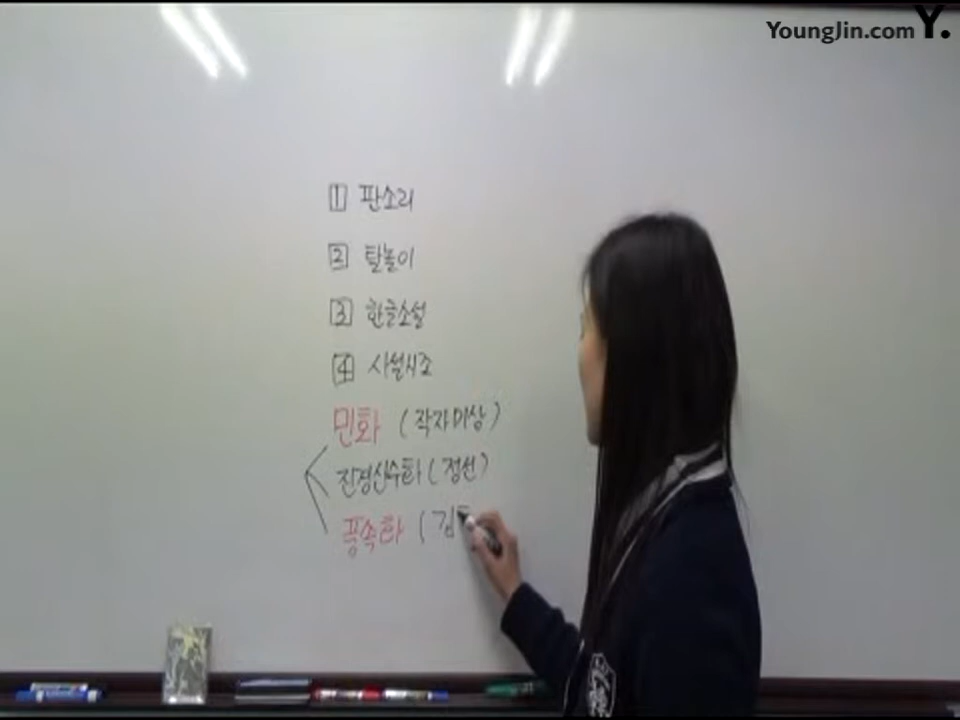 YoungJin.com Y.
1 판소리
2 탈놀이
3 한글소설
4 사설시조
민화 (작자미상)
진경산수화 (정선)
풍속화 (김